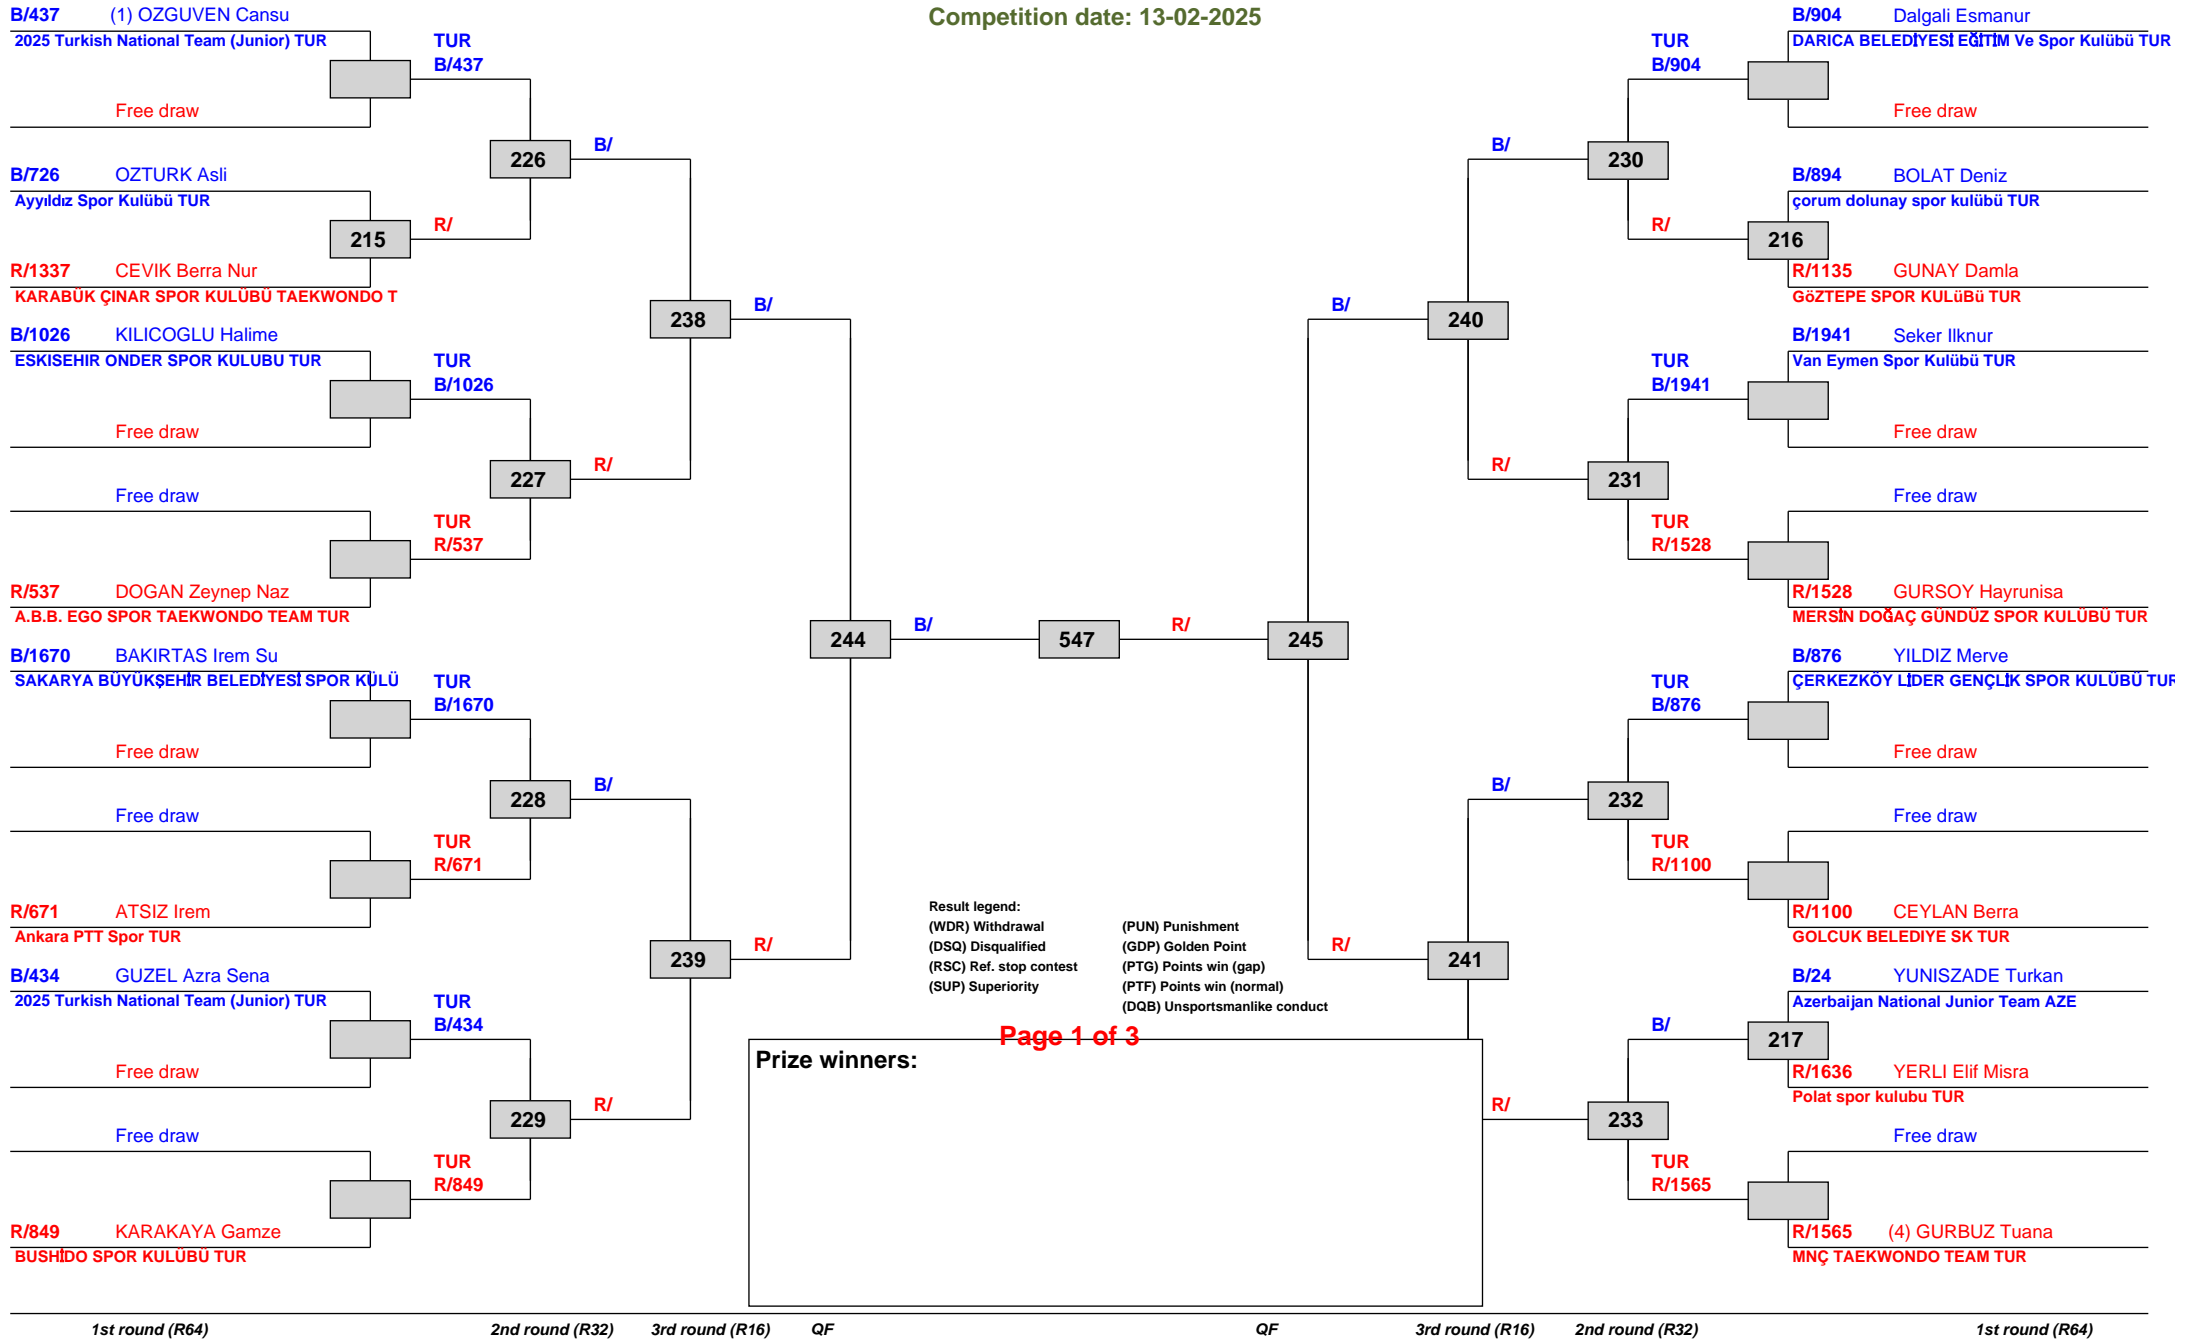 Competition date: 13-02-2025
B/437 (1) OZGUVEN Cansu
2025 Turkish National Team (Junior) TUR
TUR
B/437
Free draw
226
B/
B/726 OZTURK Asli
Ayyıldız Spor Kulübü TUR
215
R/
R/1337 CEVIK Berra Nur
KARABÜK ÇINAR SPOR KULÜBÜ TAEKWONDO T
238
B/
B/1026 KILICOGLU Halime
ESKISEHIR ONDER SPOR KULUBU TUR
TUR
B/1026
Free draw
227
R/
Free draw
TUR
R/537
R/537 DOGAN Zeynep Naz
A.B.B. EGO SPOR TAEKWONDO TEAM TUR
244
B/
547
R/
245
B/1670 BAKIRTAS Irem Su
SAKARYA BÜYÜKŞEHİR BELEDİYESİ SPOR KULÜ
TUR
B/1670
Free draw
228
B/
Free draw
TUR
R/671
R/671 ATSIZ Irem
Ankara PTT Spor TUR
239
R/
B/434 GUZEL Azra Sena
2025 Turkish National Team (Junior) TUR
TUR
B/434
Free draw
229
R/
Free draw
TUR
R/849
R/849 KARAKAYA Gamze
BUSHİDO SPOR KULÜBÜ TUR
B/904 Dalgali Esmanur
DARICA BELEDİYESİ EĞİTİM Ve Spor Kulübü TUR
TUR
B/904
Free draw
B/
230
B/894 BOLAT Deniz
çorum dolunay spor kulübü TUR
R/
216
R/1135 GUNAY Damla
GöZTEPE SPOR KULüBü TUR
B/
240
B/1941 Seker Ilknur
Van Eymen Spor Kulübü TUR
TUR
B/1941
Free draw
R/
231
Free draw
TUR
R/1528
R/1528 GURSOY Hayrunisa
MERSİN DOĞAÇ GÜNDÜZ SPOR KULÜBÜ TUR
B/876 YILDIZ Merve
ÇERKEZKÖY LİDER GENÇLİK SPOR KULÜBÜ TUR
TUR
B/876
Free draw
B/
232
Free draw
TUR
R/1100
R/1100 CEYLAN Berra
GOLCUK BELEDIYE SK TUR
R/
241
B/24 YUNISZADE Turkan
Azerbaijan National Junior Team AZE
B/
217
R/1636 YERLI Elif Misra
Polat spor kulubu TUR
R/
233
Free draw
TUR
R/1565
R/1565 (4) GURBUZ Tuana
MNÇ TAEKWONDO TEAM TUR
Result legend:
(WDR) Withdrawal (PUN) Punishment
(DSQ) Disqualified (GDP) Golden Point
(RSC) Ref. stop contest (PTG) Points win (gap)
(SUP) Superiority (PTF) Points win (normal)
(DQB) Unsportsmanlike conduct
Page 1 of 3
Prize winners:
1st round (R64) 2nd round (R32) 3rd round (R16) QF QF 3rd round (R16) 2nd round (R32) 1st round (R64)